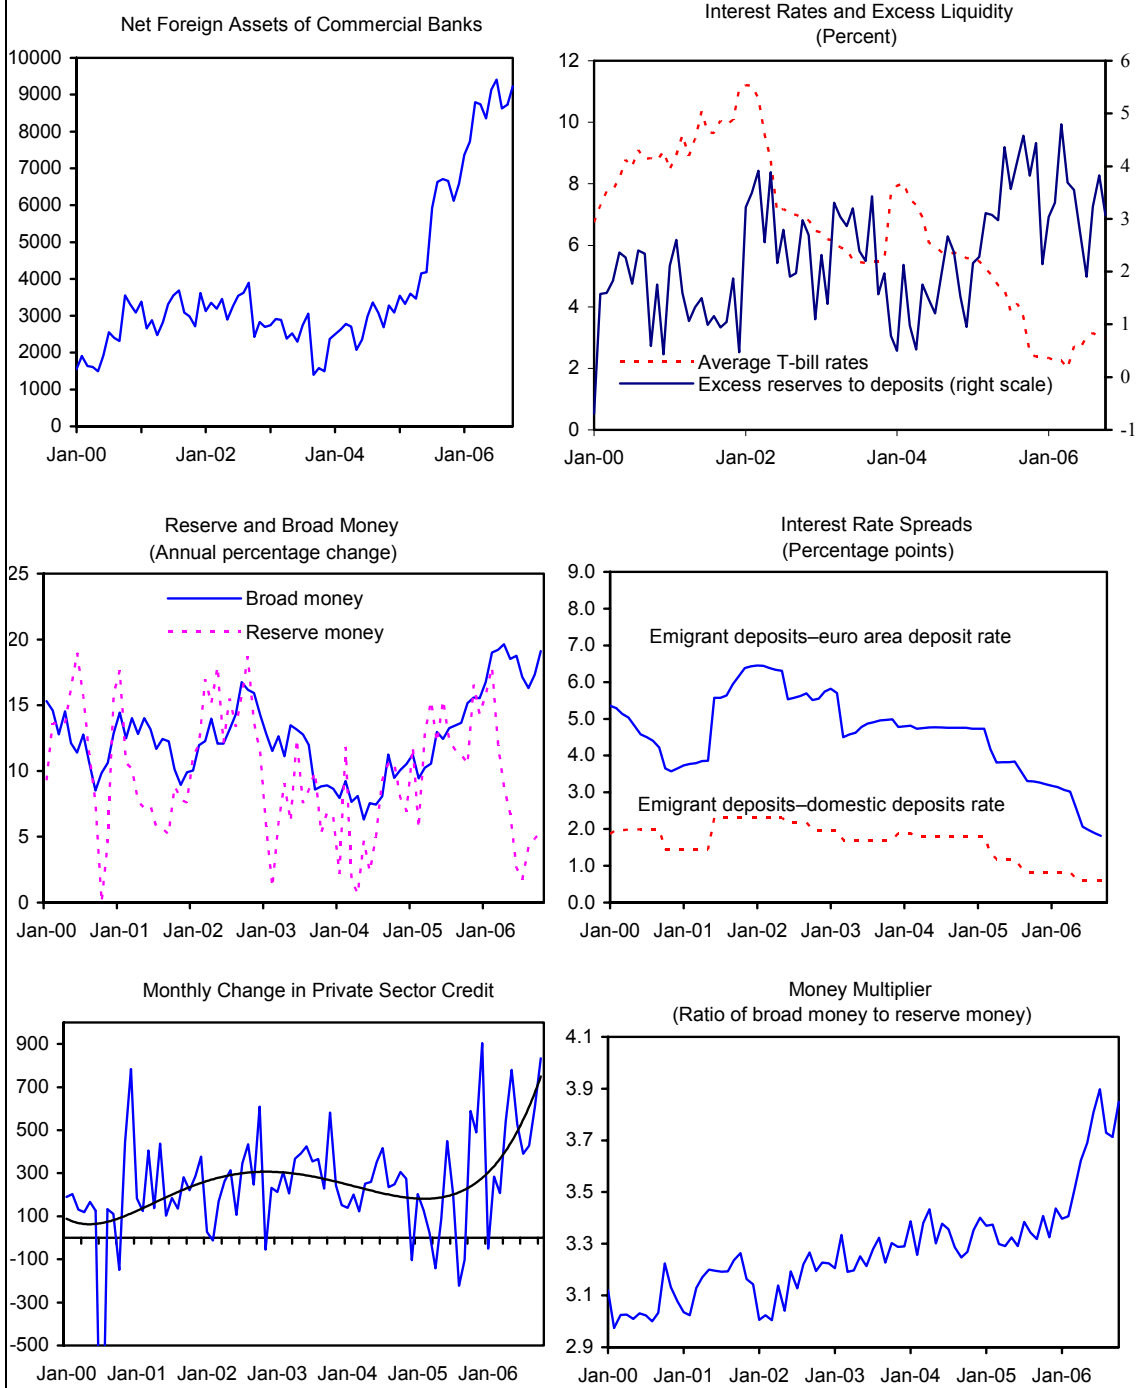 Net Foreign Assets of Commercial Banks
10000
9000
8000
7000
6000
5000
4000
3000
2000
1000
0
Jan-00 Jan-02 Jan-04 Jan-06
Interest Rates and Excess Liquidity
(Percent)
12
10
8
6
4
2
0
6
5
4
3
2
1
0
-1
Average T-bill rates
Excess reserves to deposits (right scale)
Jan-00 Jan-02 Jan-04 Jan-06
Reserve and Broad Money
(Annual percentage change)
25
20
15
10
5
0
Broad money
Reserve money
Jan-00 Jan-01 Jan-02 Jan-03 Jan-04 Jan-05 Jan-06
Interest Rate Spreads
(Percentage points)
9.0
8.0
7.0
6.0
5.0
4.0
3.0
2.0
1.0
0.0
Emigrant deposits–euro area deposit rate
Emigrant deposits–domestic deposits rate
Jan-00 Jan-01 Jan-02 Jan-03 Jan-04 Jan-05 Jan-06
Monthly Change in Private Sector Credit
900
700
500
300
100
-100
-300
-500
Jan-00 Jan-01 Jan-02 Jan-03 Jan-04 Jan-05 Jan-06
Money Multiplier
(Ratio of broad money to reserve money)
4.1
3.9
3.7
3.5
3.3
3.1
2.9
Jan-00 Jan-01 Jan-02 Jan-03 Jan-04 Jan-05 Jan-06